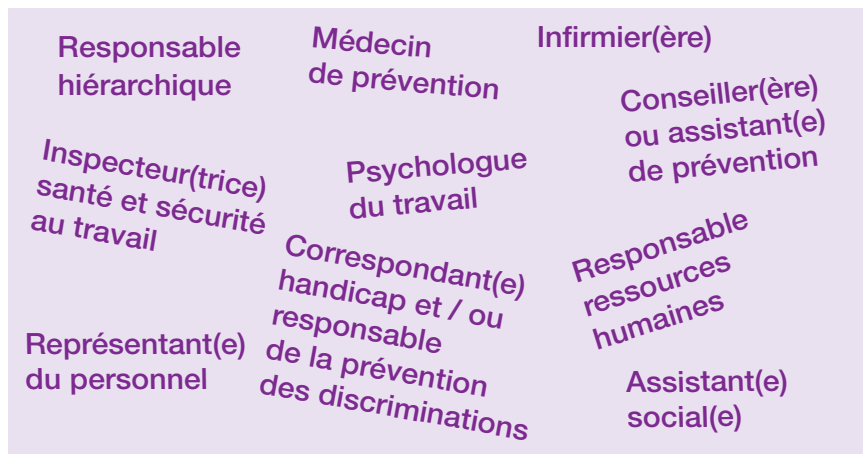 Responsable
hiérarchique
Médecin
de prévention
Infirmier(ère)
Conseiller(ère)
ou assistant(e)
de prévention
Inspecteur(trice)
santé et sécurité
au travail
Psychologue
du travail
Correspondant(e)
handicap et / ou
responsable
de la prévention
des discriminations
Responsable
ressources
humaines
Représentant(e)
du personnel
Assistant(e)
social(e)